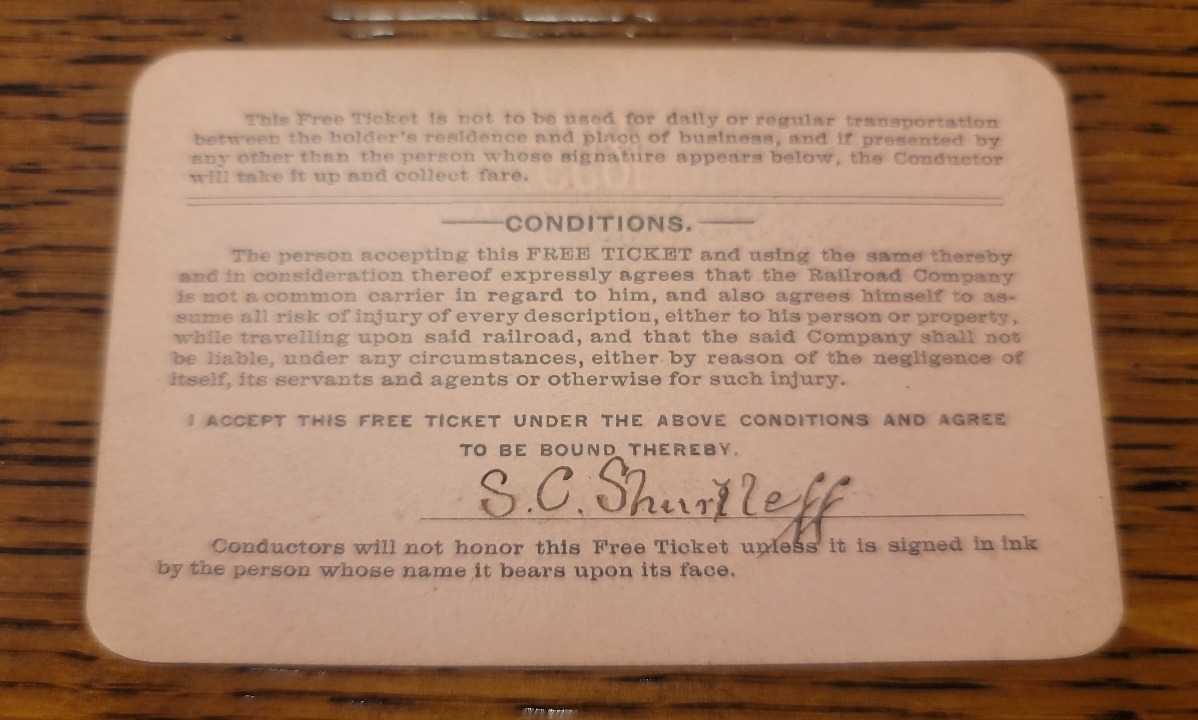 This Free Ticket is not to be used for daily or regular transportation
between the holder's residence and place of business, and if presented by
any other than the person whose signature appears below, the Conductor
will take it up and collect fare.
CONDITIONS.
The person accepting this FREE TICKET and using the same thereby
and in consideration thereof expressly agrees that the Railroad Company
is not a common carrier in regard to him, and also agrees himself to as-
sume all risk of injury of every description, either to his person or property,
while travelling upon said railroad, and that the said Company shall not
be liable, under any circumstances, either by reason of the negligence of
itself, its servants and agents or otherwise for such injury.
I ACCEPT THIS FREE TICKET UNDER THE ABOVE CONDITIONS AND AGREE
TO BE BOUND THEREBY.
S. C. Shurtleff
Conductors will not honor this Free Ticket unless it is signed in ink
by the person whose name it bears upon its face.